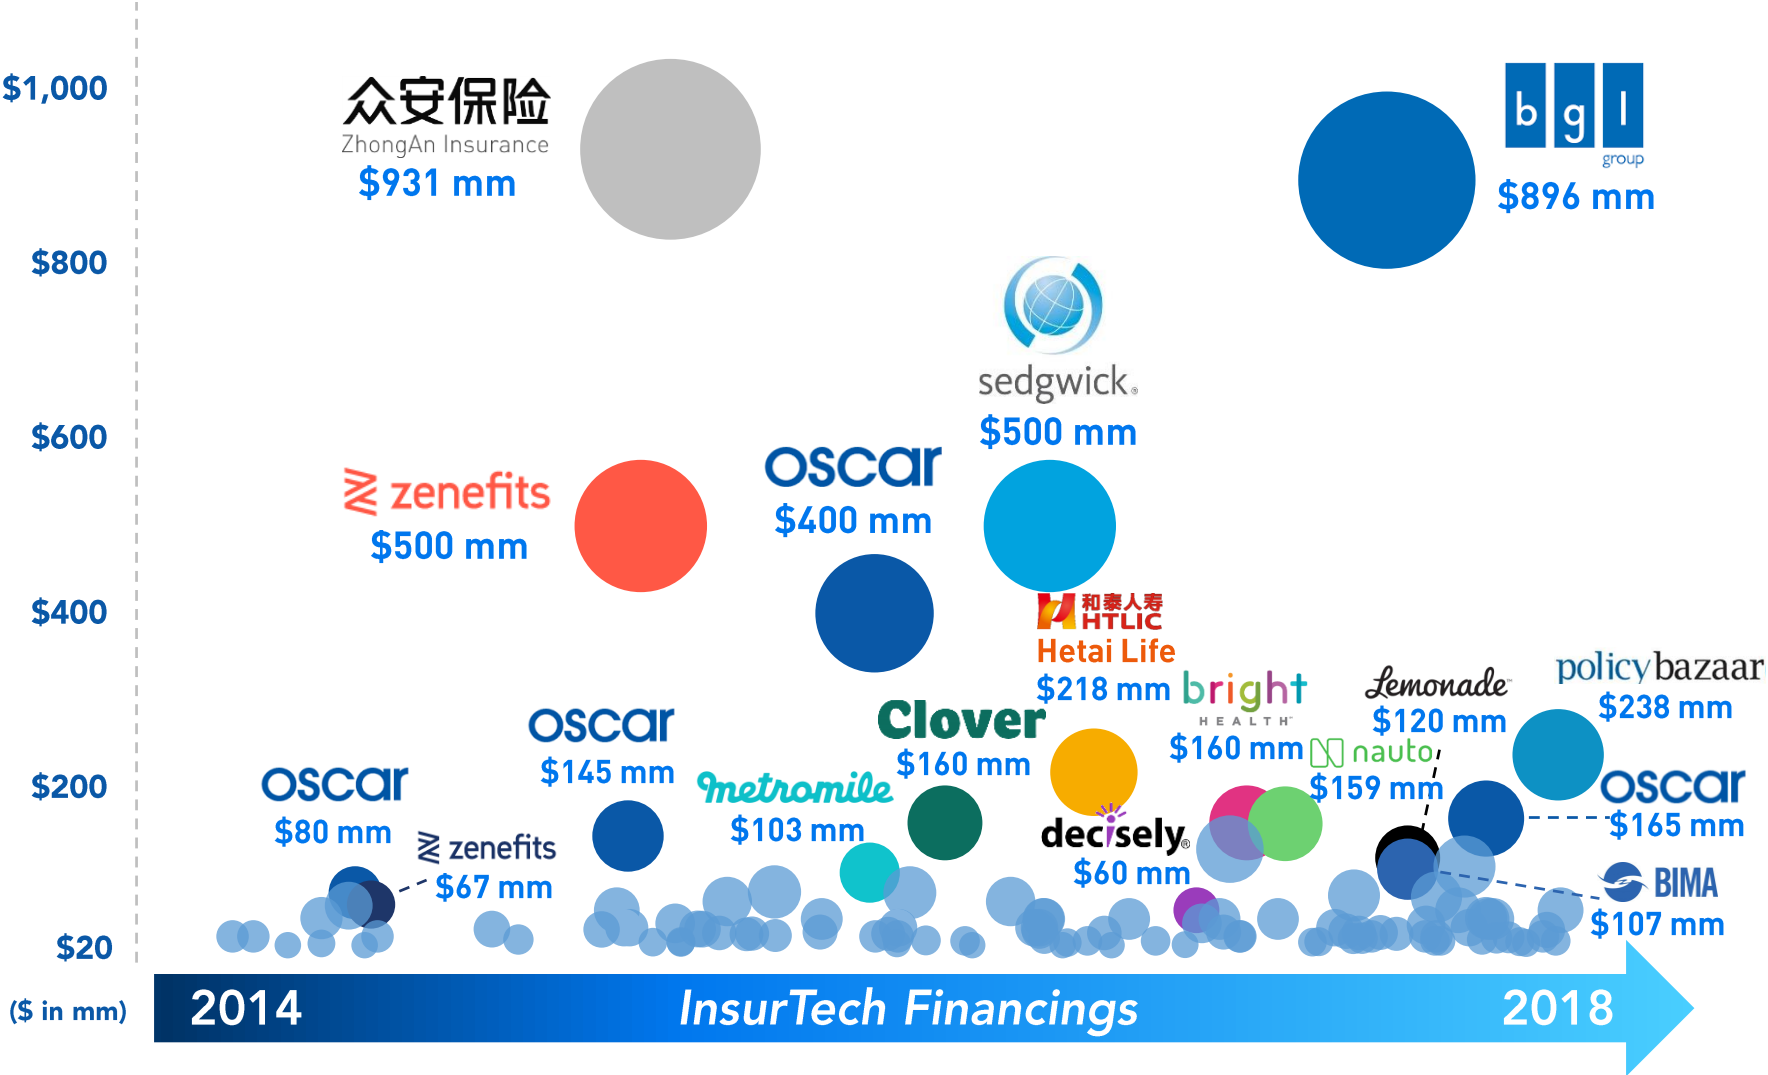 $1,000
$800
$600
$400
$200
$20
($ in mm)
众安保险
ZhongAn Insurance
$931 mm
bgl
group
$896 mm
sedgwick®
$500 mm
zenefits
$500 mm
oscar
$400 mm
和泰人寿
HTLIC
Hetai Life
$218 mm
bright
HEALTH™
$160 mm
Lemonade™
$120 mm
policybazaar
$238 mm
oscar
$145 mm
Clover
$160 mm
nauto
$159 mm
oscar
$80 mm
metromile
$103 mm
oscar
$165 mm
zenefits
$67 mm
decisely®
$60 mm
BIMA
$107 mm
2014
InsurTech Financings
2018